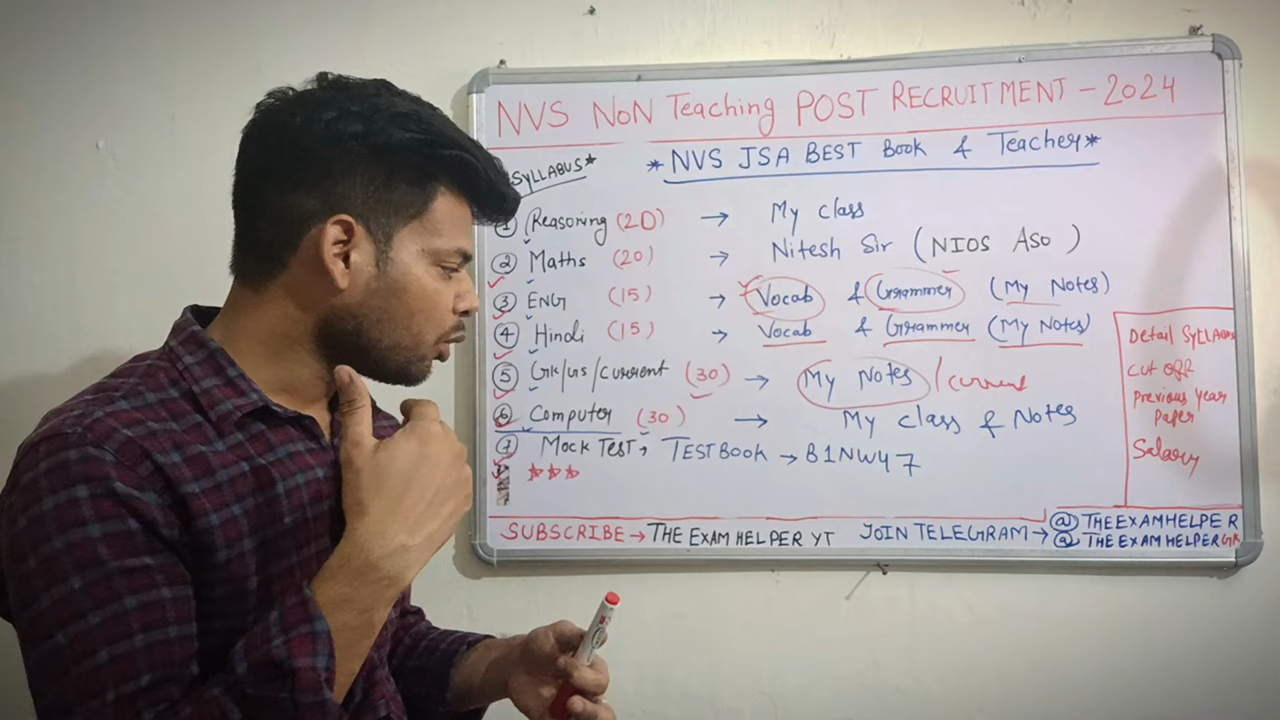 NVS NoN Teaching POST RECRUITMENT - 2024
*NVS JSA BEST Book & Teacher*
SYLLABUS*
① Reasoning (20) → My class
② Maths (20) → Nitesh Sir (NIOS Aso)
③ ENG (15) → Vocab & Grammer (My Notes)
④ Hindi (15) → Vocab & Grammer (My Notes)
⑤ GK/GS/current (30) → My Notes / current
⑥ Computer (30) → My class & Notes
⑦ Mock Test, TESTBOOK → B1NW47
Detail Syllabus
cut off
previous year
paper
Salary
SUBSCRIBE → THE EXAM HELPER YT JOIN TELEGRAM → @ THEEXAMHELPER
@ THEEXAMHELPERGK